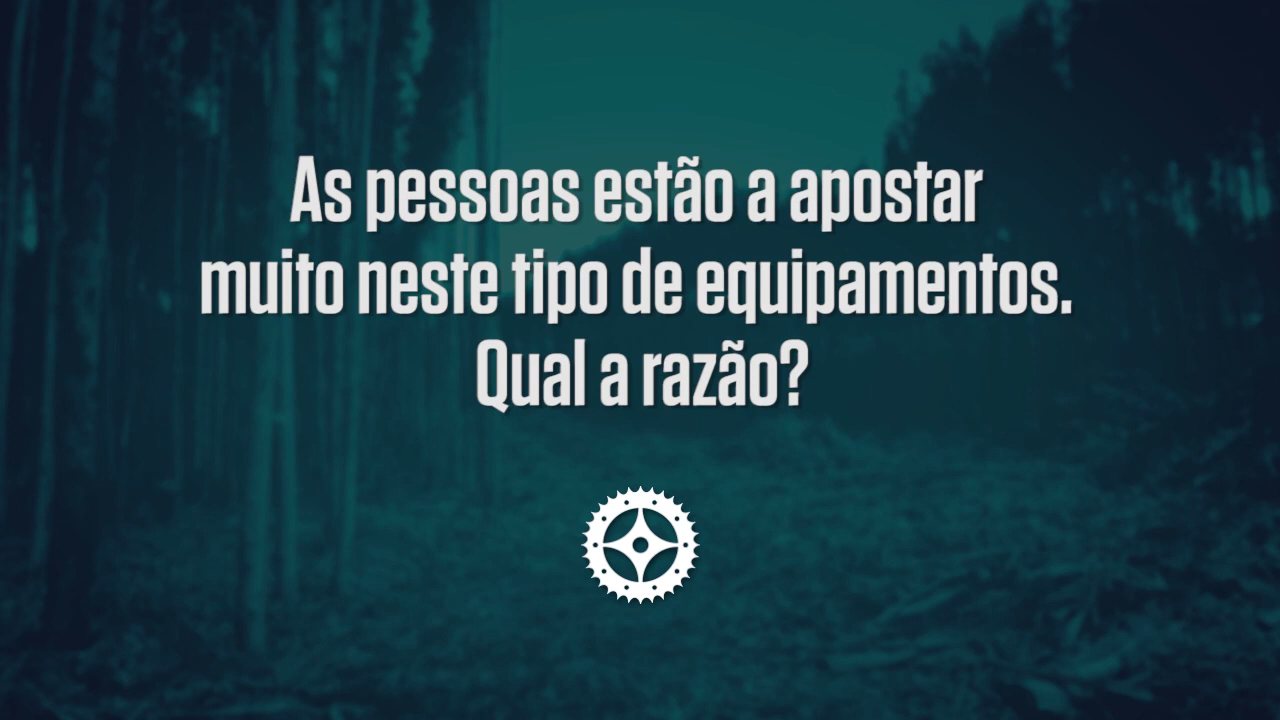 As pessoas estão a apostar
muito neste tipo de equipamentos.
Qual a razão?